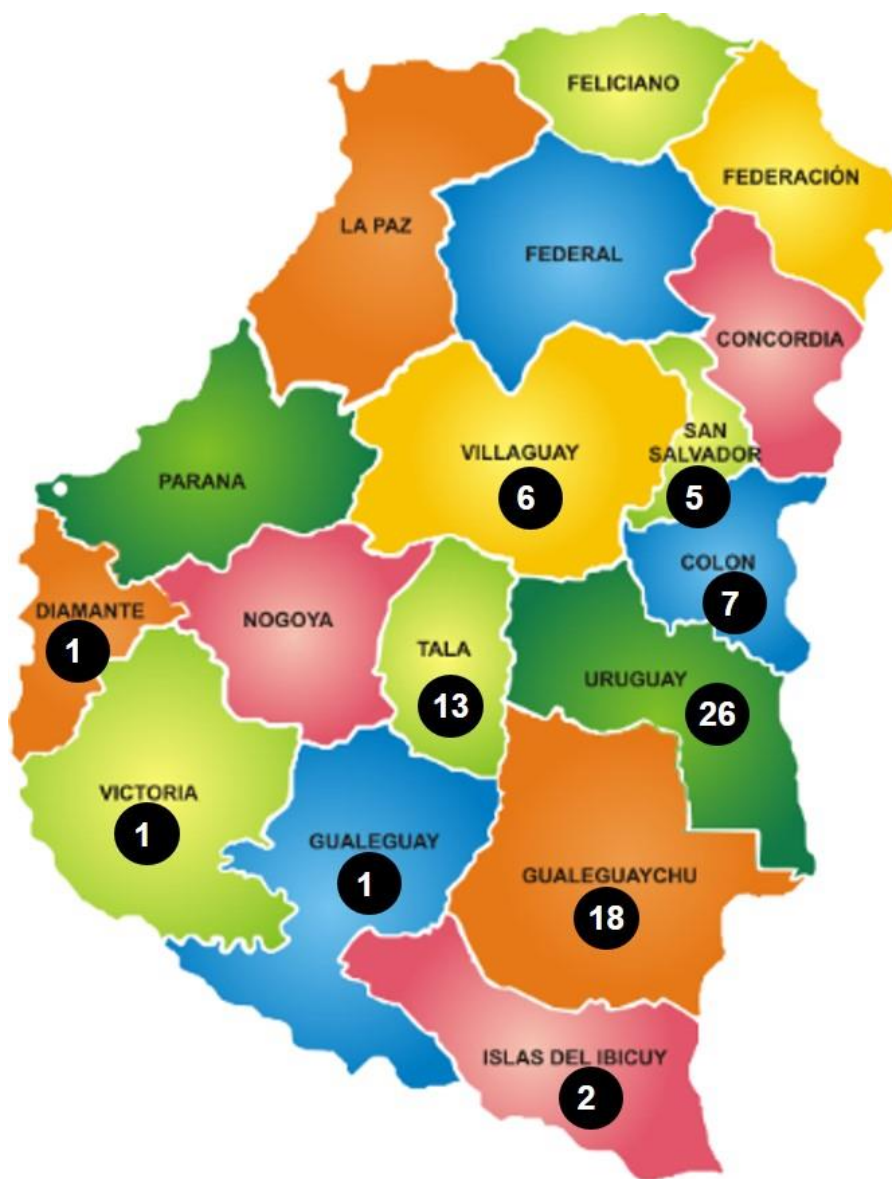 FELICIANO
FEDERACIÓN
LA PAZ
FEDERAL
CONCORDIA
SAN
SALVADOR
5
VILLAGUAY
6
PARANA
COLON
7
DIAMANTE
1
NOGOYA
TALA
13
URUGUAY
26
VICTORIA
1
GUALEGUAY
1
GUALEGUAYCHU
18
ISLAS DEL IBICUY
2